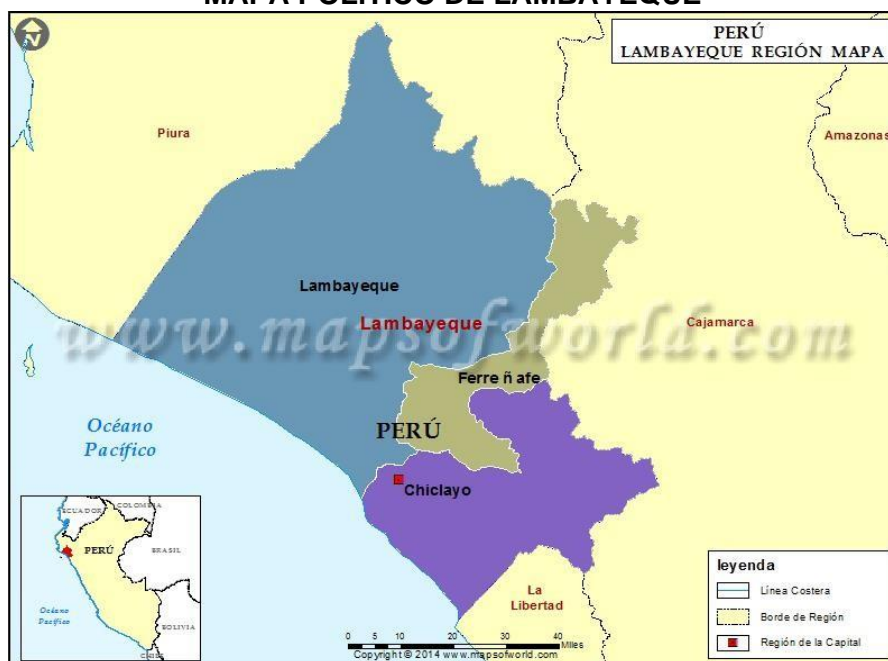 MAPA POLÍTICO DE LAMBAYEQUE
PERÚ
LAMBAYEQUE REGIÓN MAPA
N
Piura
Amazonas
Lambayeque
Lambayeque
Cajamarca
www.mapsofworld.com
Ferre ñ afe
Océano
Pacífico
PERÚ
Chiclayo
La
Libertad
ECUADOR
COLOMBIA
PERÚ
BRASIL
Océano
Pacífico
BOLIVIA
CHILE
leyenda
Línea Costera
Borde de Región
Región de la Capital
0 5 10 20 30 40
Miles
Copyright © 2014 www.mapsofworld.com